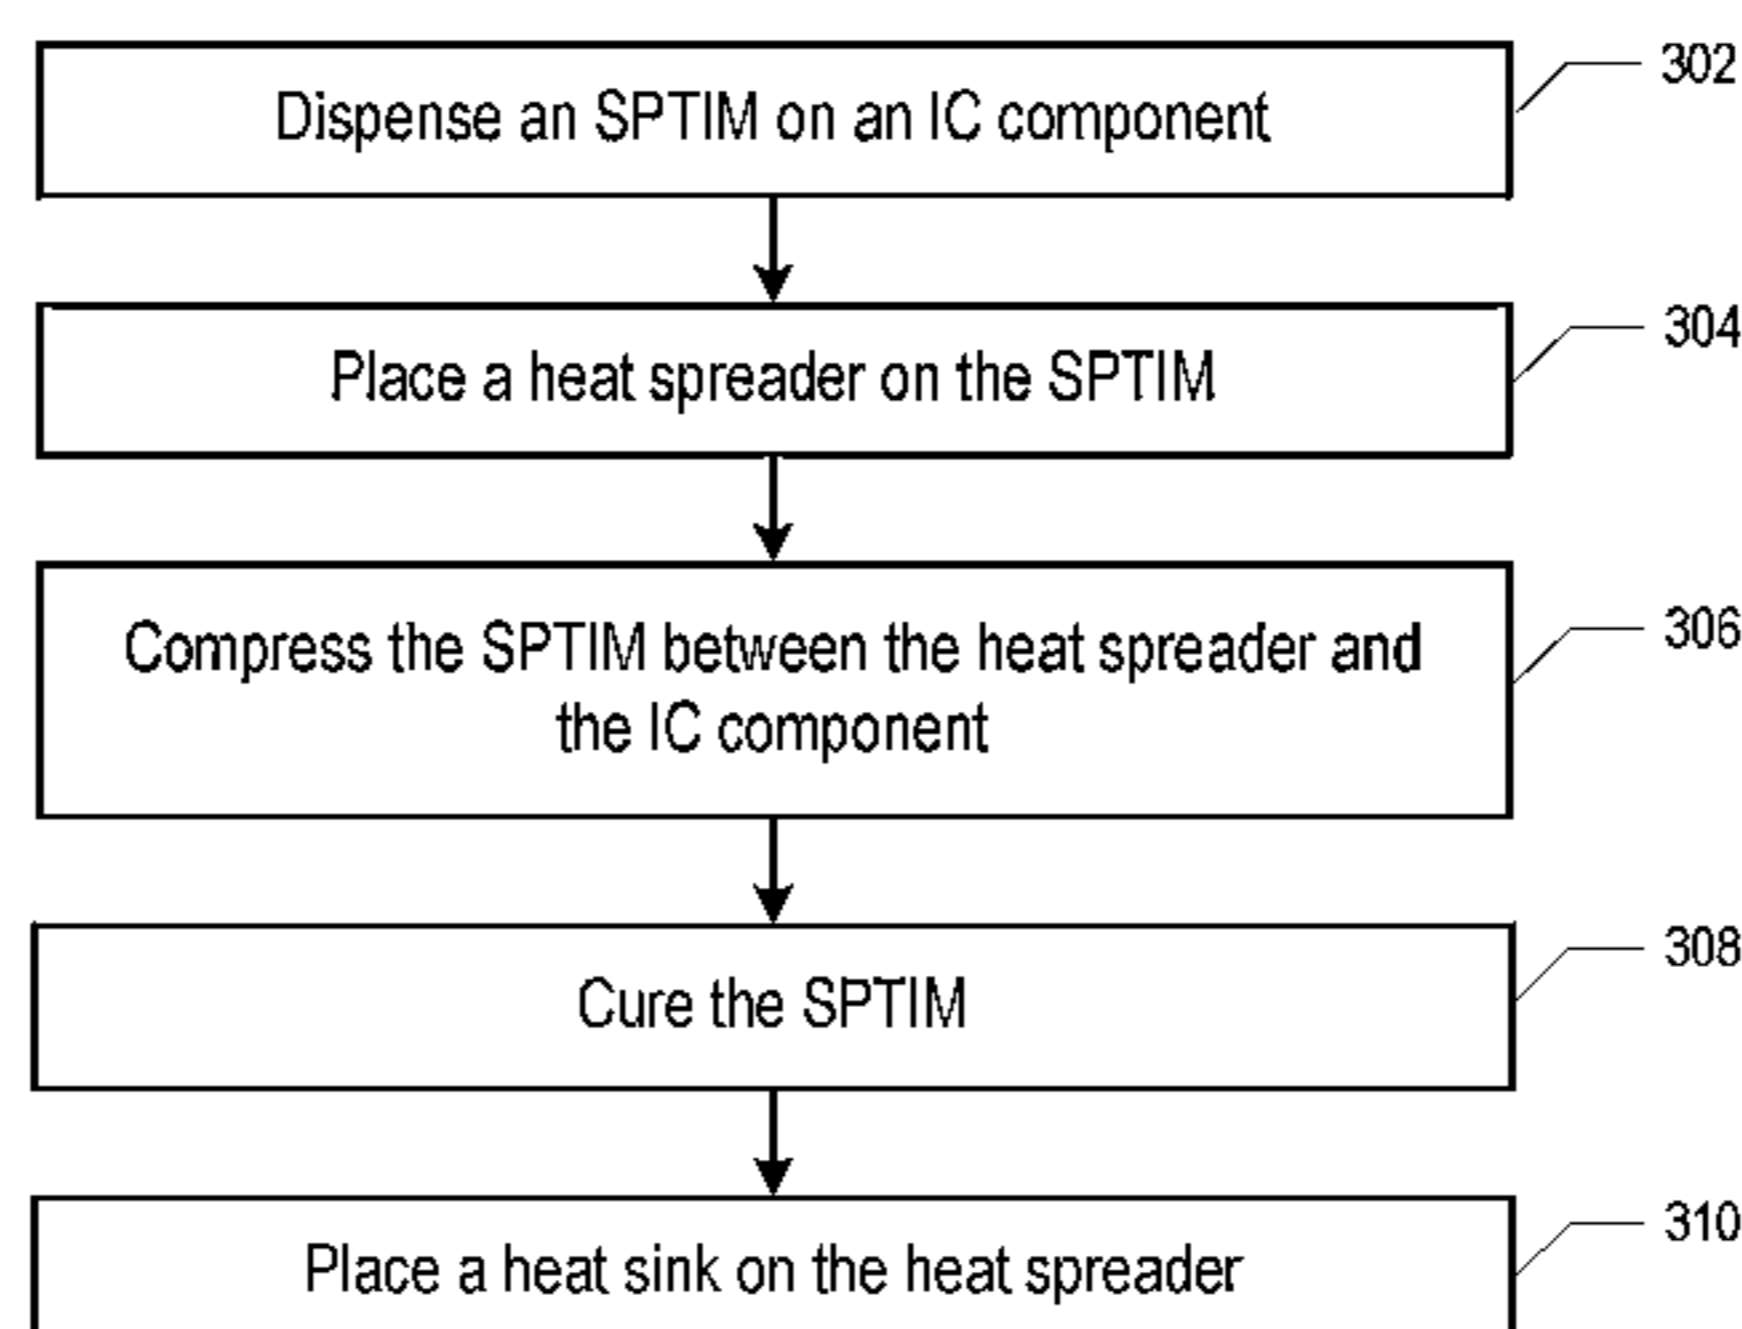 302
Dispense an SPTIM on an IC component
304
Place a heat spreader on the SPTIM
306
Compress the SPTIM between the heat spreader and
the IC component
308
Cure the SPTIM
310
Place a heat sink on the heat spreader